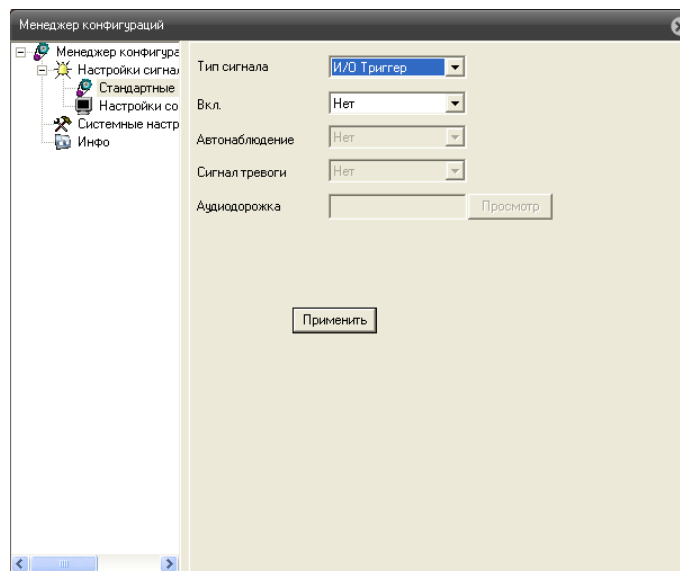 Менеджер конфигураций
Менеджер конфигура
Настройки сигнал
Стандартные
Настройки со
Системные настр
Инфо
Тип сигнала
И/О Триггер
Вкл.
Нет
Автонаблюдение
Нет
Сигнал тревоги
Нет
Аудиодорожка
Просмотр
Применить